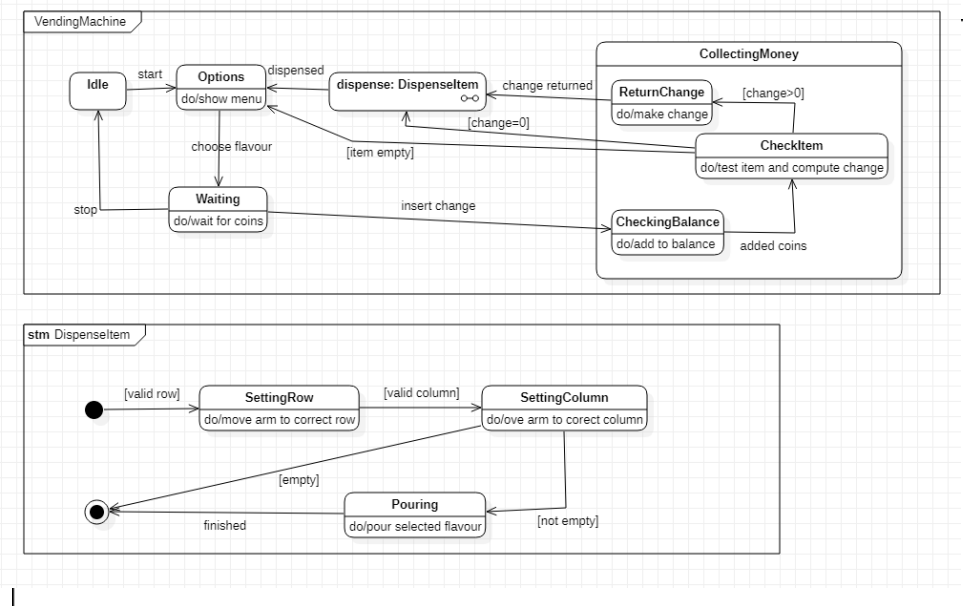 VendingMachine
CollectingMoney
Idle
start
Options
do/show menu
dispensed
dispense: DispenseItem
change returned
ReturnChange
do/make change
[change>0]
[change=0]
CheckItem
do/test item and compute change
choose flavour
[item empty]
Waiting
do/wait for coins
stop
insert change
CheckingBalance
do/add to balance
added coins
stm DispenseItem
[valid row]
SettingRow
do/move arm to correct row
[valid column]
SettingColumn
do/ove arm to corect column
[empty]
Pouring
do/pour selected flavour
[not empty]
finished